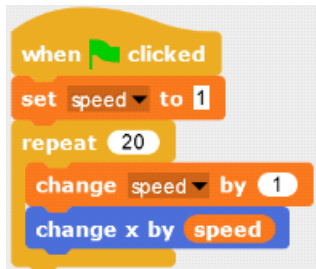 when clicked
set speed to 1
repeat 20
change speed by 1
change x by speed